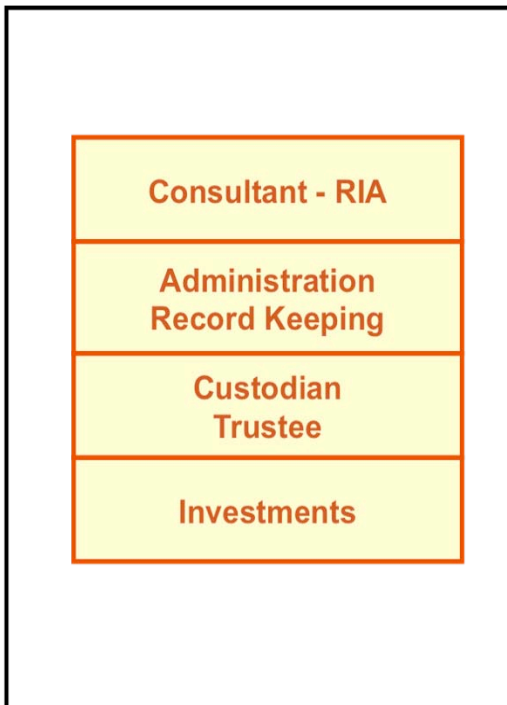 Consultant - RIA
Administration
Record Keeping
Custodian
Trustee
Investments